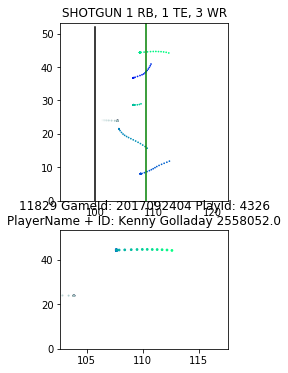 SHOTGUN 1 RB, 1 TE, 3 WR
50
40
30
20
10
0
100 110 120
11829 GameId: 2017092404 PlayId: 4326
PlayerName + ID: Kenny Golladay 2558052.0
40
20
0
105 110 115